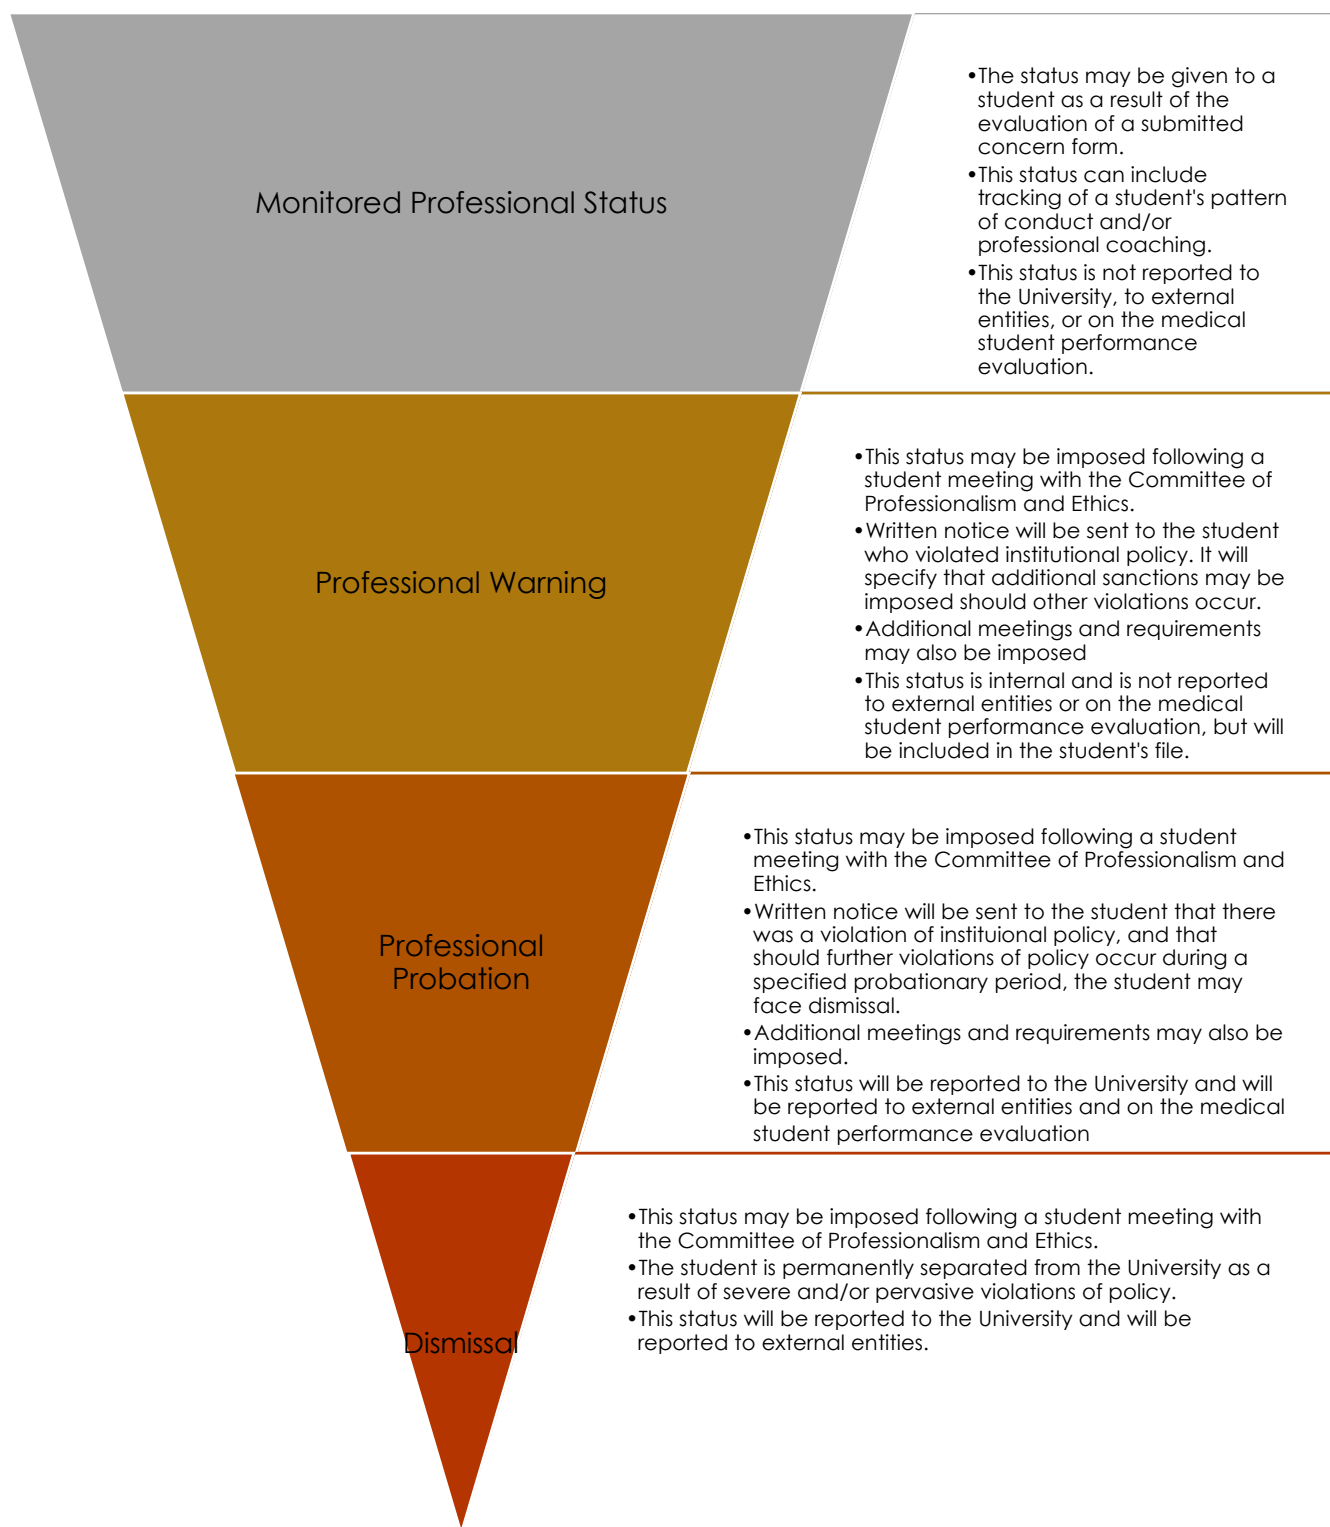 Monitored Professional Status
•The status may be given to a
student as a result of the
evaluation of a submitted
concern form.
•This status can include
tracking of a student's pattern
of conduct and/or
professional coaching.
•This status is not reported to
the University, to external
entities, or on the medical
student performance
evaluation.
Professional Warning
•This status may be imposed following a
student meeting with the Committee of
Professionalism and Ethics.
•Written notice will be sent to the student
who violated institutional policy. It will
specify that additional sanctions may be
imposed should other violations occur.
•Additional meetings and requirements
may also be imposed
•This status is internal and is not reported
to external entities or on the medical
student performance evaluation, but will
be included in the student's file.
Professional
Probation
•This status may be imposed following a student
meeting with the Committee of Professionalism and
Ethics.
•Written notice will be sent to the student that there
was a violation of instituional policy, and that
should further violations of policy occur during a
specified probationary period, the student may
face dismissal.
•Additional meetings and requirements may also be
imposed.
•This status will be reported to the University and will
be reported to external entities and on the medical
student performance evaluation
Dismissal
•This status may be imposed following a student meeting with
the Committee of Professionalism and Ethics.
•The student is permanently separated from the University as a
result of severe and/or pervasive violations of policy.
•This status will be reported to the University and will be
reported to external entities.